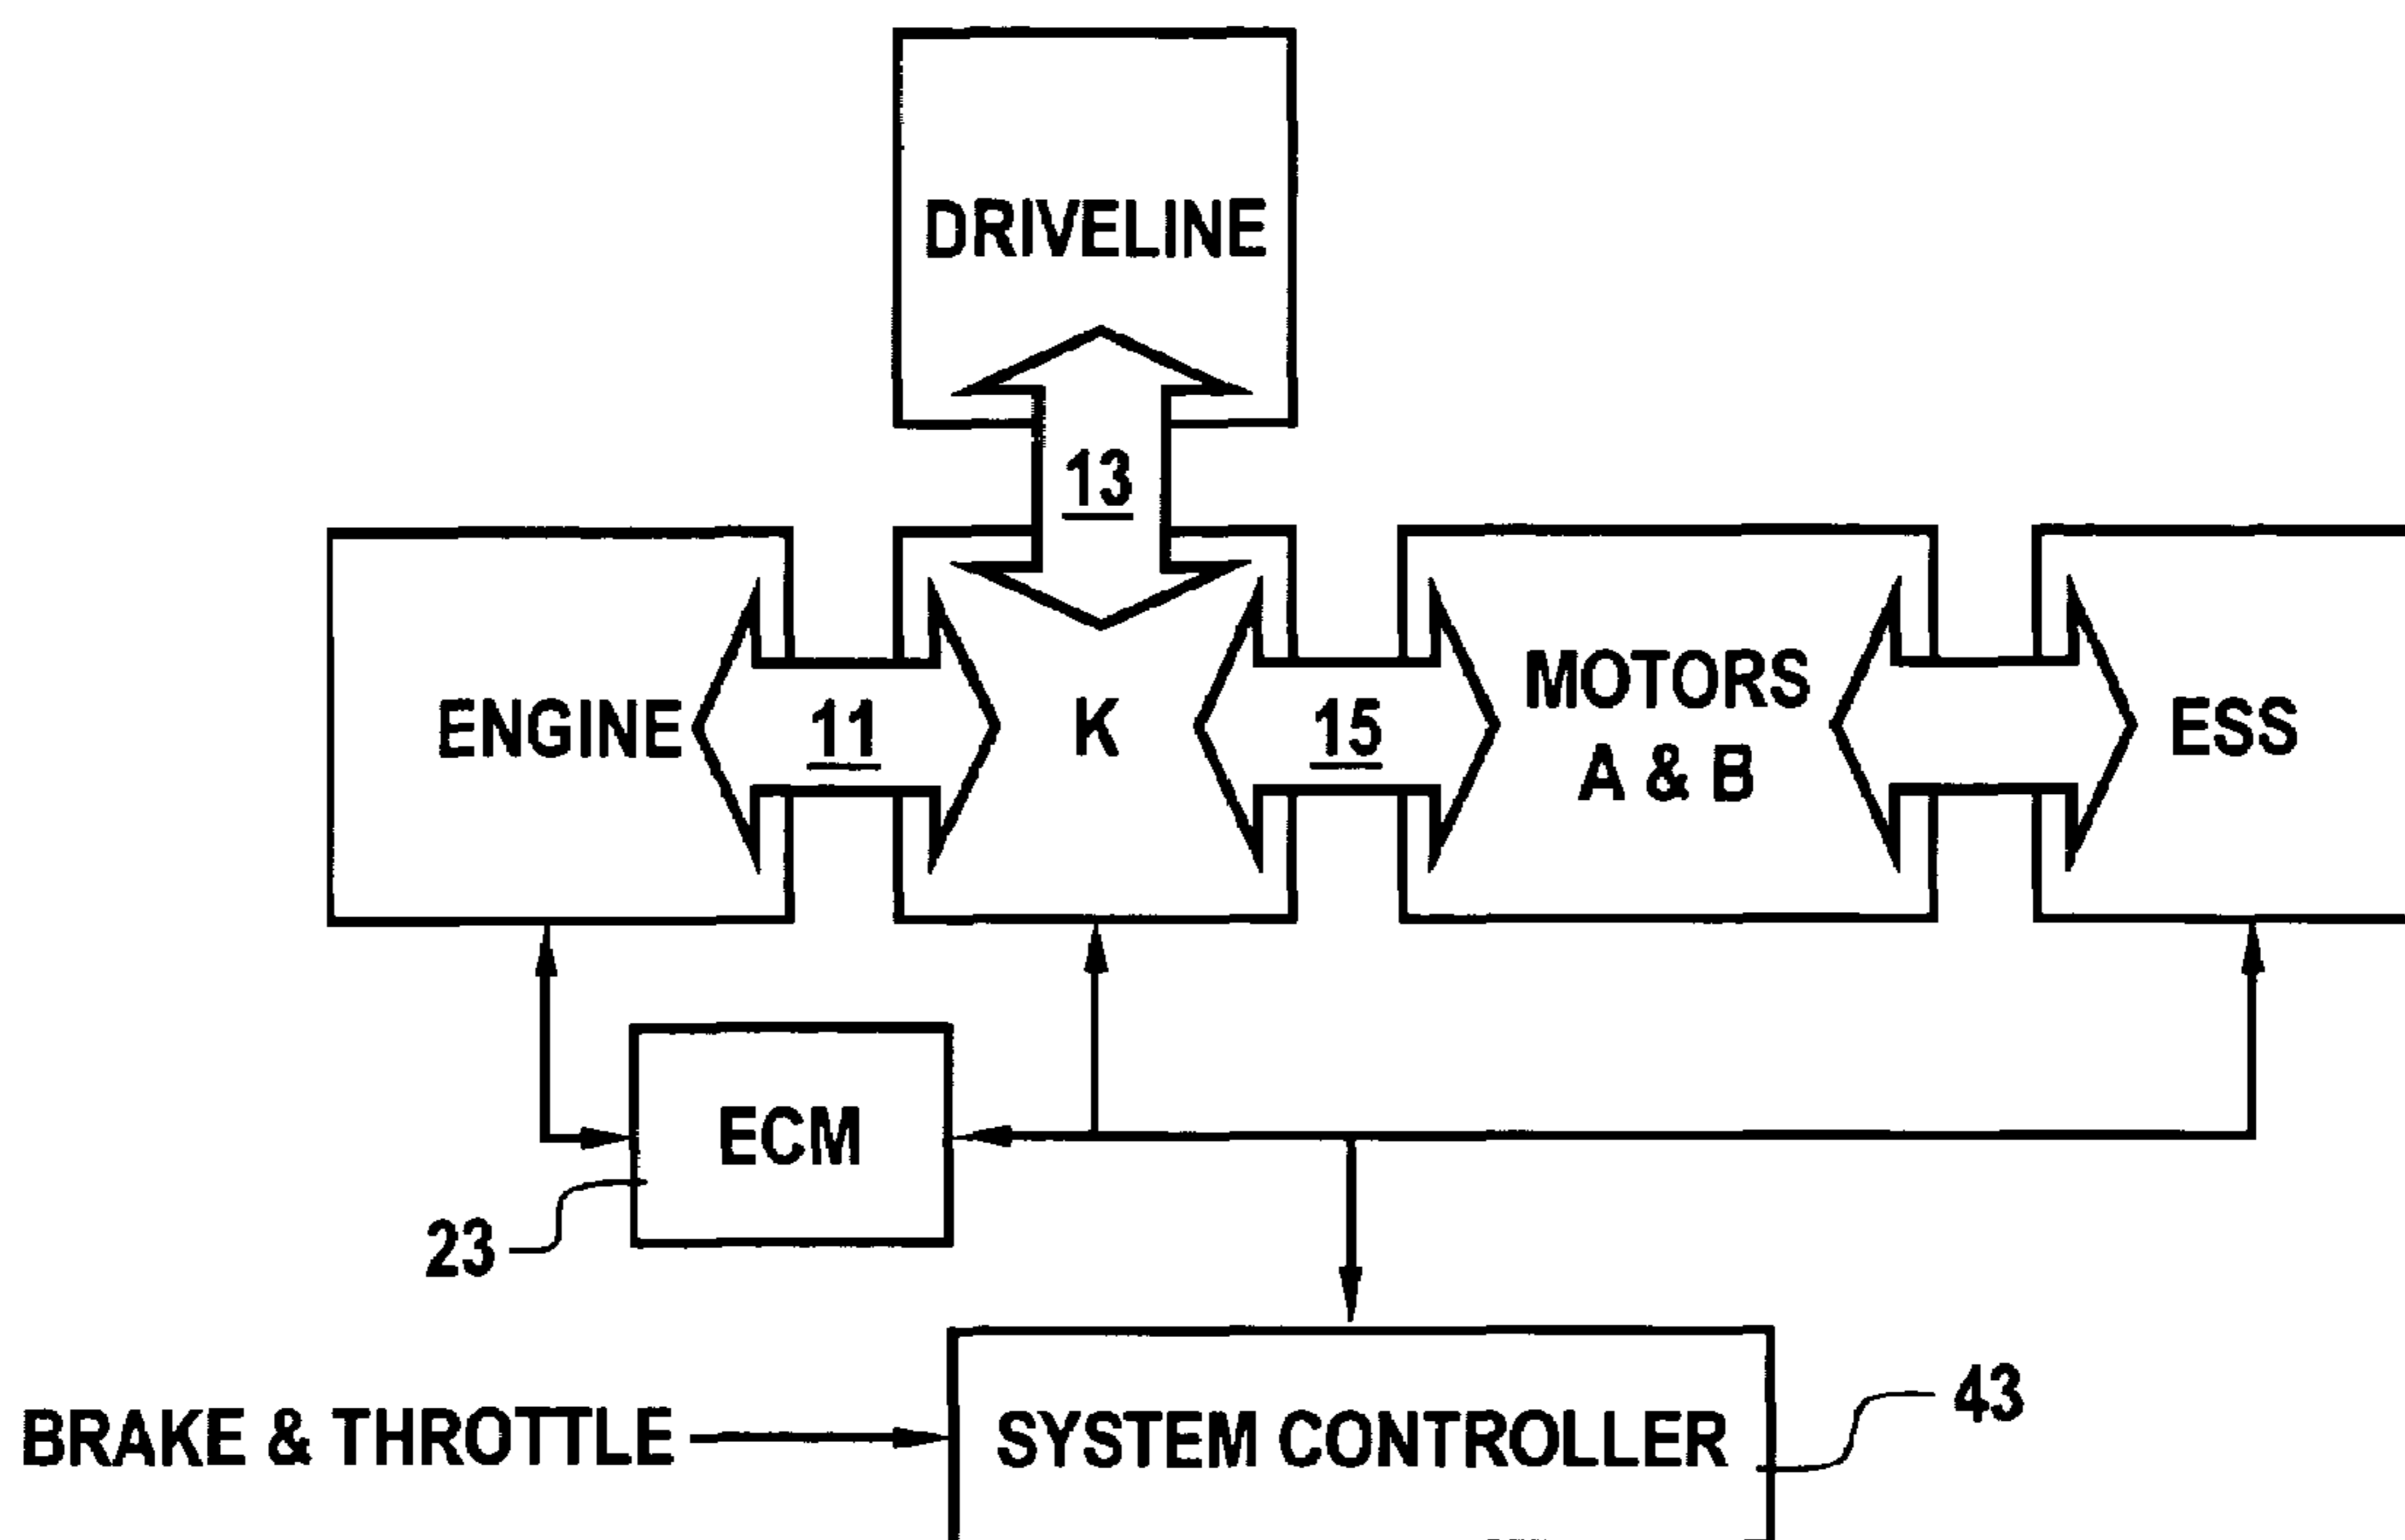 DRIVELINE
13
ENGINE
11
K
15
MOTORS
A & B
ESS
ECM
23
BRAKE & THROTTLE
SYSTEM CONTROLLER
43